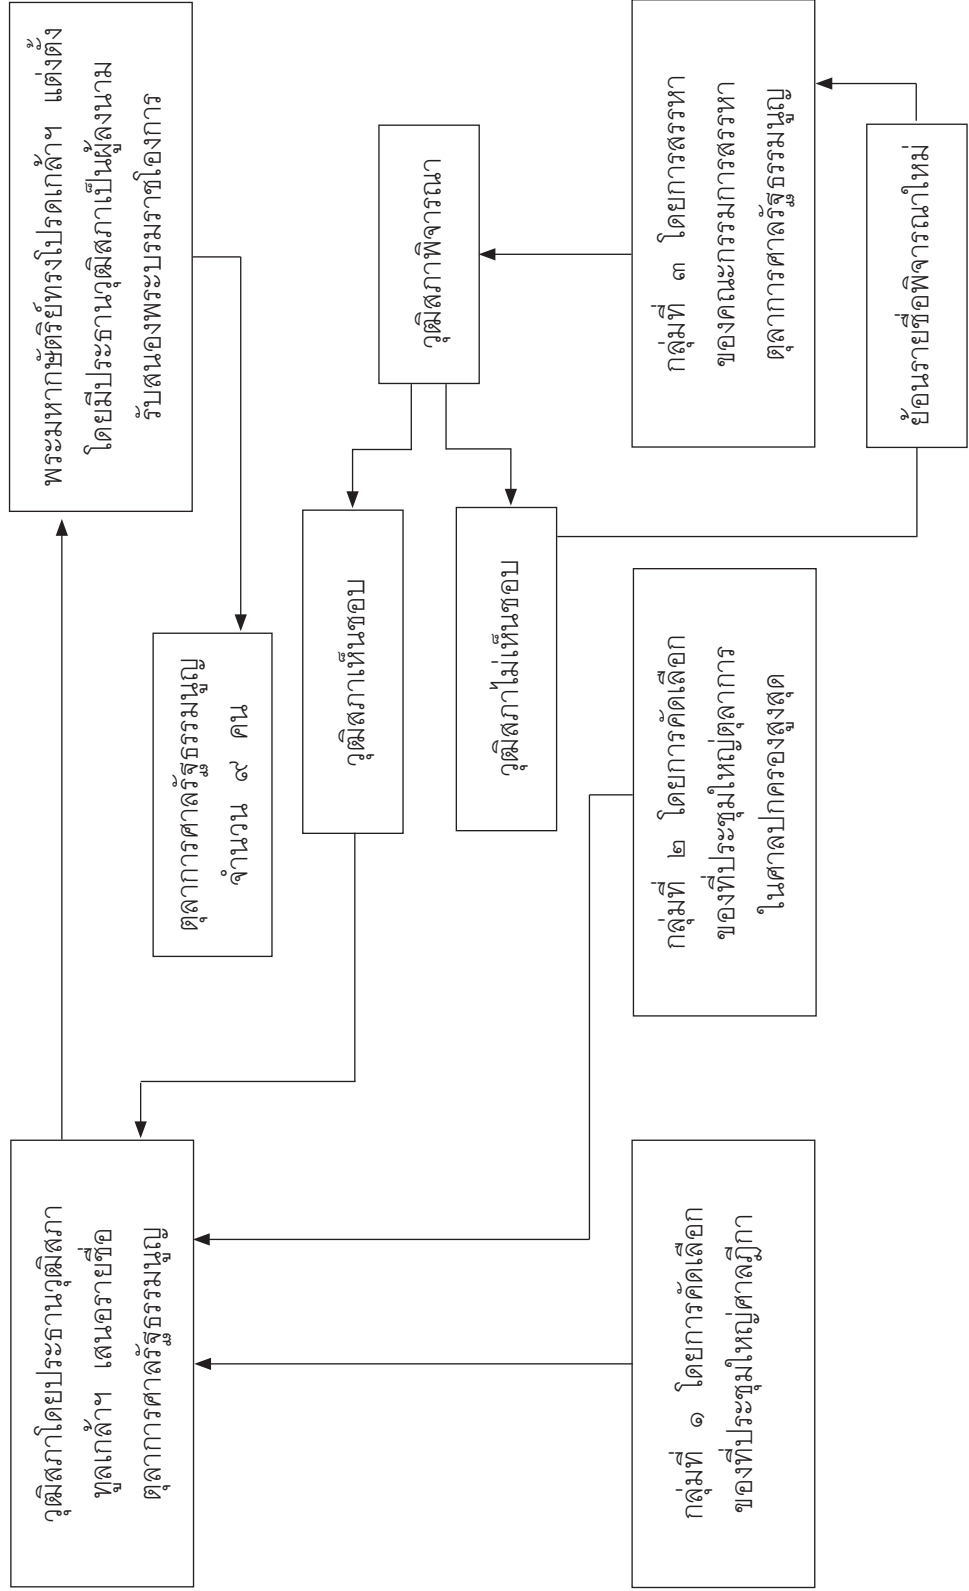 วุฒิสภาโดยประธานวุฒิสภา
ทูลเกล้าฯ เสนอรายชื่อ
ตุลาการศาลรัฐธรรมนูญ
พระมหากษัตริย์ทรงโปรดเกล้าฯ แต่งตั้ง
โดยมีประธานวุฒิสภาเป็นผู้ลงนาม
รับสนองพระบรมราชโองการ
ตุลาการศาลรัฐธรรมนูญ
จำนวน ๙ คน
วุฒิสภาเห็นชอบ
วุฒิสภาพิจารณา
วุฒิสภาไม่เห็นชอบ
กลุ่มที่ ๑ โดยการคัดเลือก
ของที่ประชุมใหญ่ศาลฎีกา
กลุ่มที่ ๒ โดยการคัดเลือก
ของที่ประชุมใหญ่ตุลาการ
ในศาลปกครองสูงสุด
กลุ่มที่ ๓ โดยการสรรหา
ของคณะกรรมการสรรหา
ตุลาการศาลรัฐธรรมนูญ
ย้อนรายชื่อพิจารณาใหม่